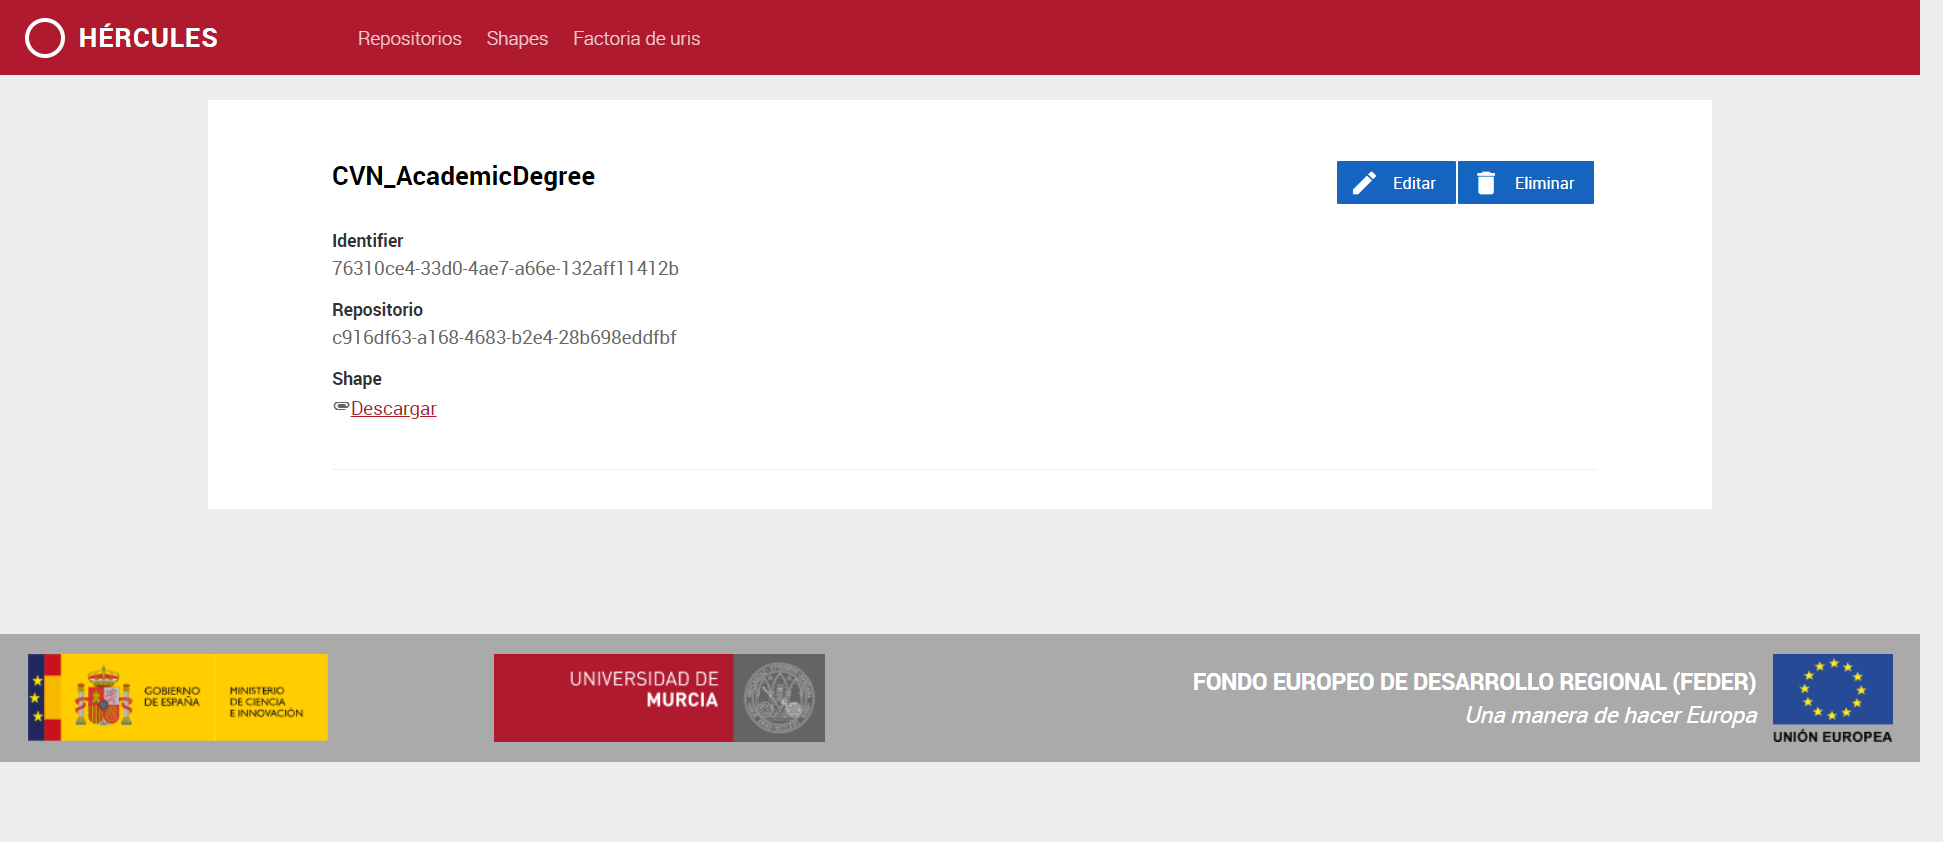 HÉRCULES
Repositorios Shapes Factoria de uris
CVN_AcademicDegree
Editar Eliminar
Identifier
76310ce4-33d0-4ae7-a66e-132aff11412b
Repositorio
c916df63-a168-4683-b2e4-28b698eddfbf
Shape
Descargar
GOBIERNO
DE ESPAÑA
MINISTERIO
DE CIENCIA
E INNOVACIÓN
UNIVERSIDAD DE
MURCIA
FONDO EUROPEO DE DESARROLLO REGIONAL (FEDER)
Una manera de hacer Europa
UNIÓN EUROPEA